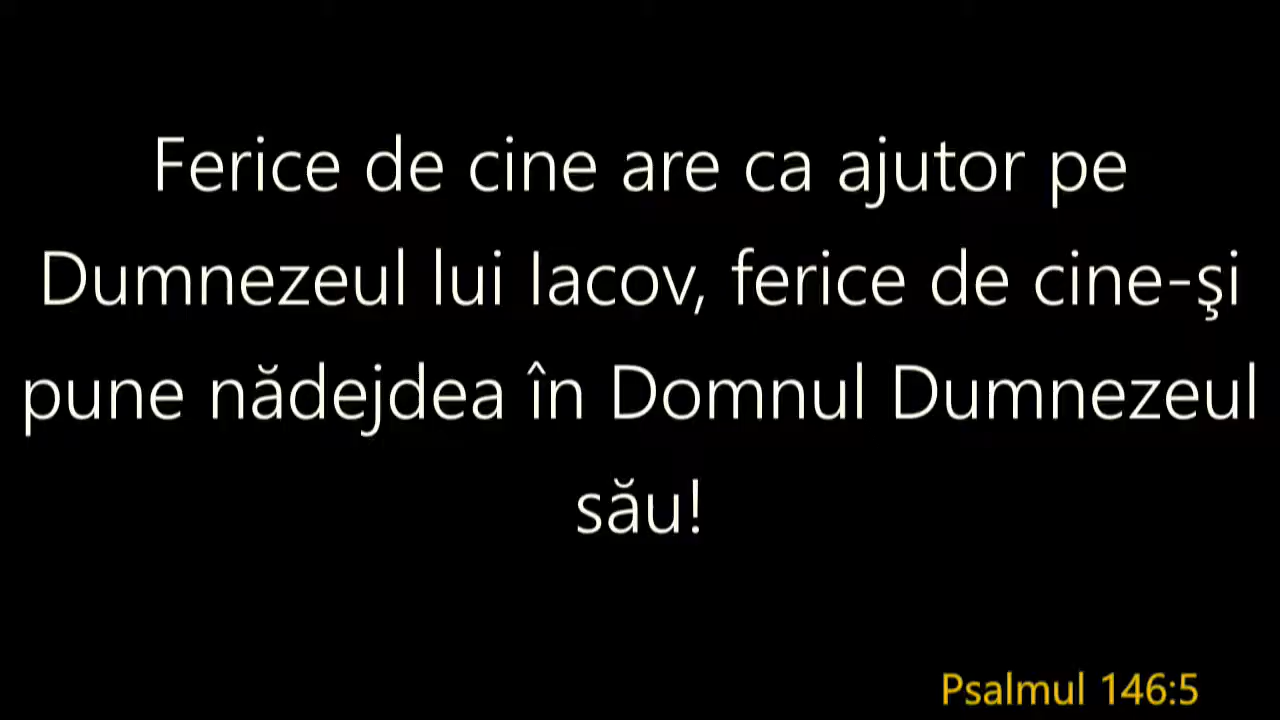 Ferice de cine are ca ajutor pe
Dumnezeul lui Iacov, ferice de cine-şi
pune nădejdea în Domnul Dumnezeul
său!
Psalmul 146:5